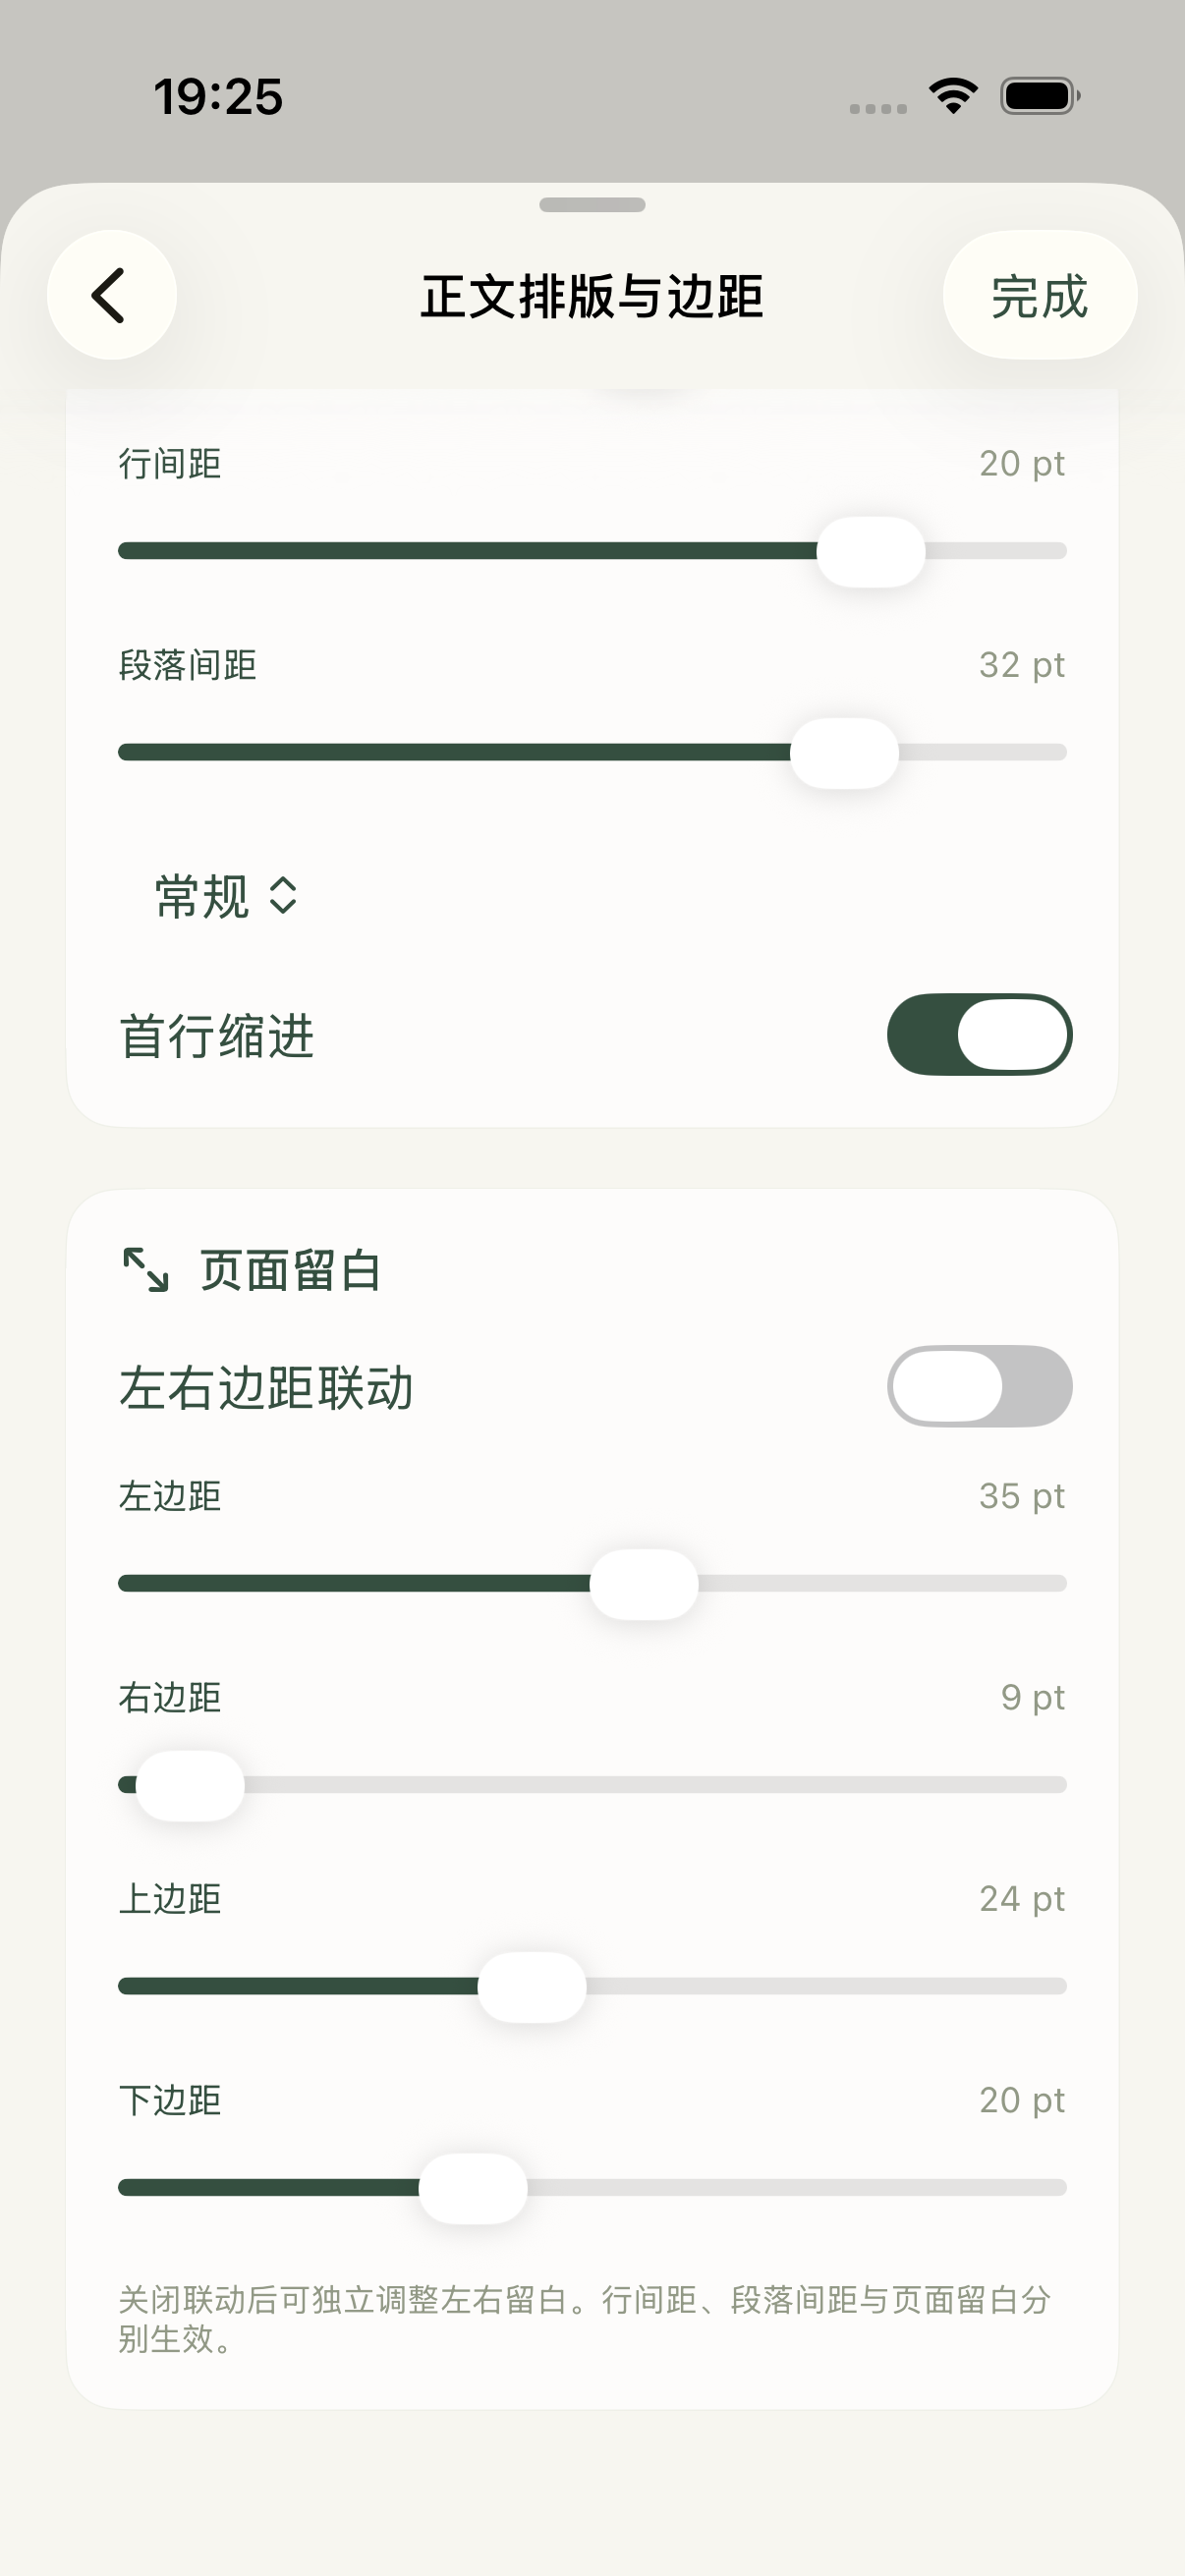 19:25
正文排版与边距
完成
行间距
20 pt
段落间距
32 pt
常规
首行缩进
页面留白
左右边距联动
左边距
35 pt
右边距
9 pt
上边距
24 pt
下边距
20 pt
关闭联动后可独立调整左右留白。行间距、段落间距与页面留白分
别生效。